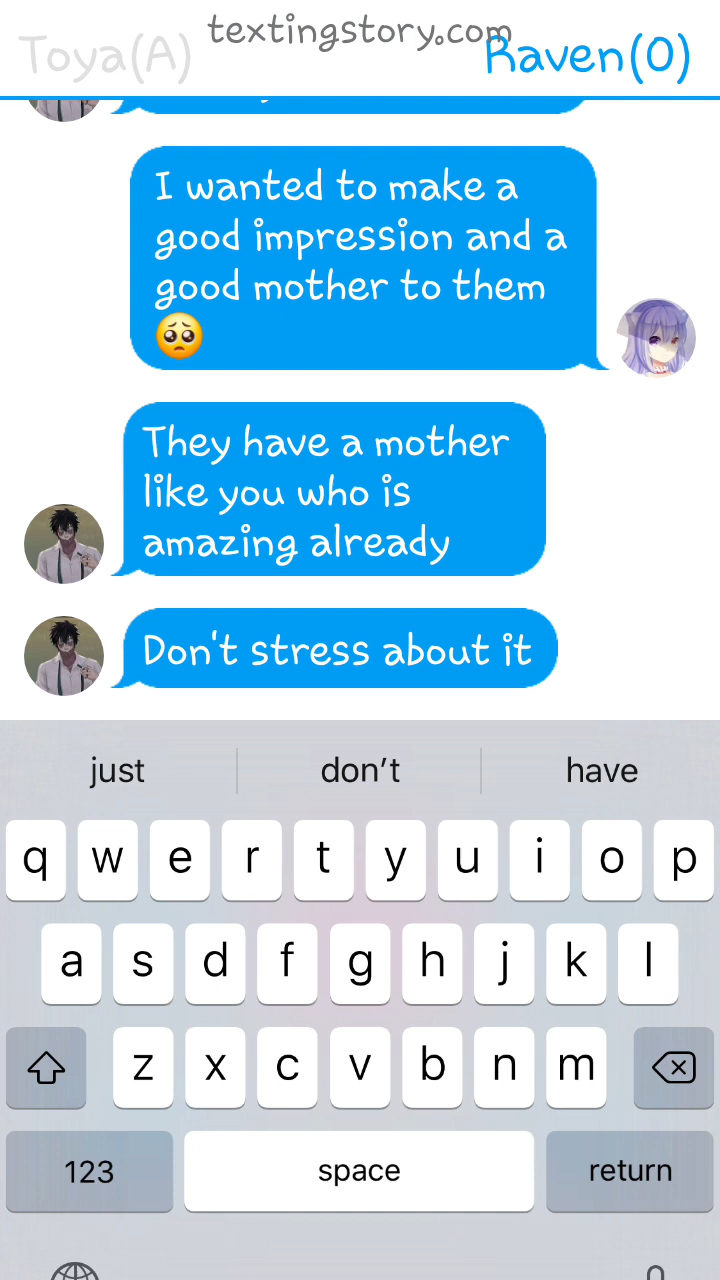 textingstory.com
Toya(A)
Raven(O)
I wanted to make a
good impression and a
good mother to them
🥺
They have a mother
like you who is
amazing already
Don't stress about it
just don’t have
q w e r t y u i o p
a s d f g h j k l
z x c v b n m
123 space return